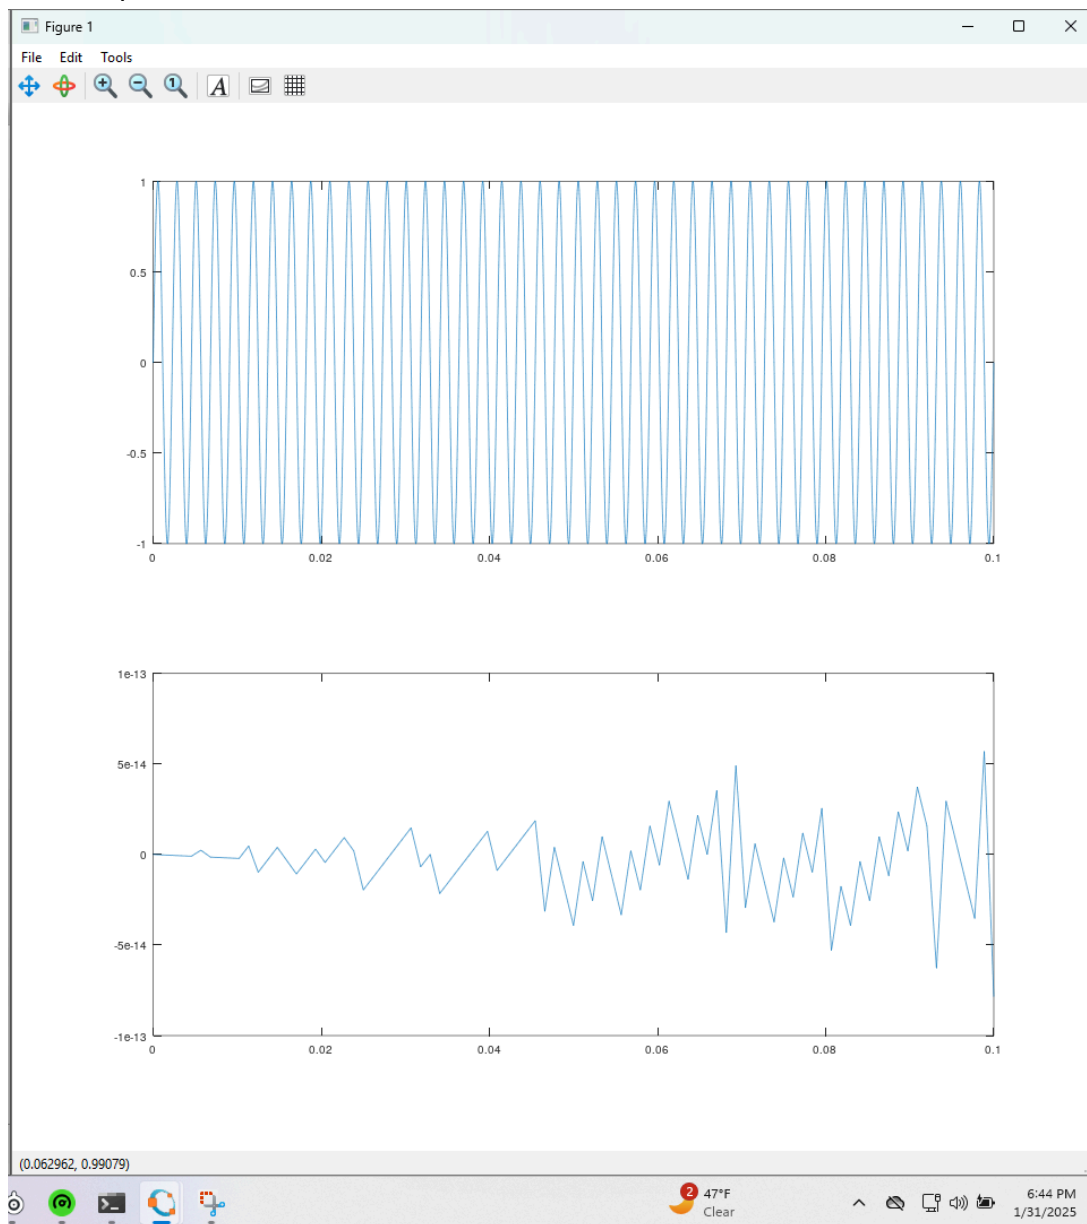 Figure 1
File Edit Tools
1 A
1
0.5
0
-0.5
-1
0 0.02 0.04 0.06 0.08 0.1
1e-13
5e-14
0
-5e-14
-1e-13
0 0.02 0.04 0.06 0.08 0.1
(0.062962, 0.99079)
2 47°F 6:44 PM
Clear 1/31/2025